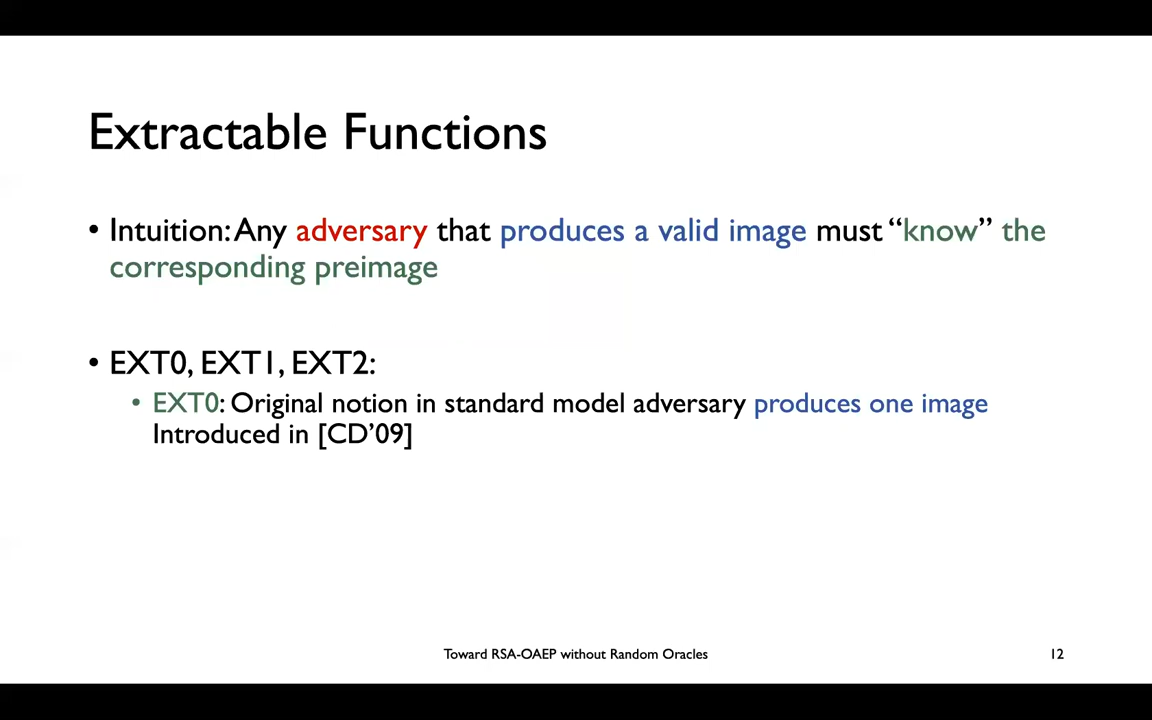 Extractable Functions
• Intuition: Any adversary that produces a valid image must “know” the
corresponding preimage
• EXT0, EXT1, EXT2:
• EXT0: Original notion in standard model adversary produces one image
Introduced in [CD’09]
Toward RSA-OAEP without Random Oracles
12